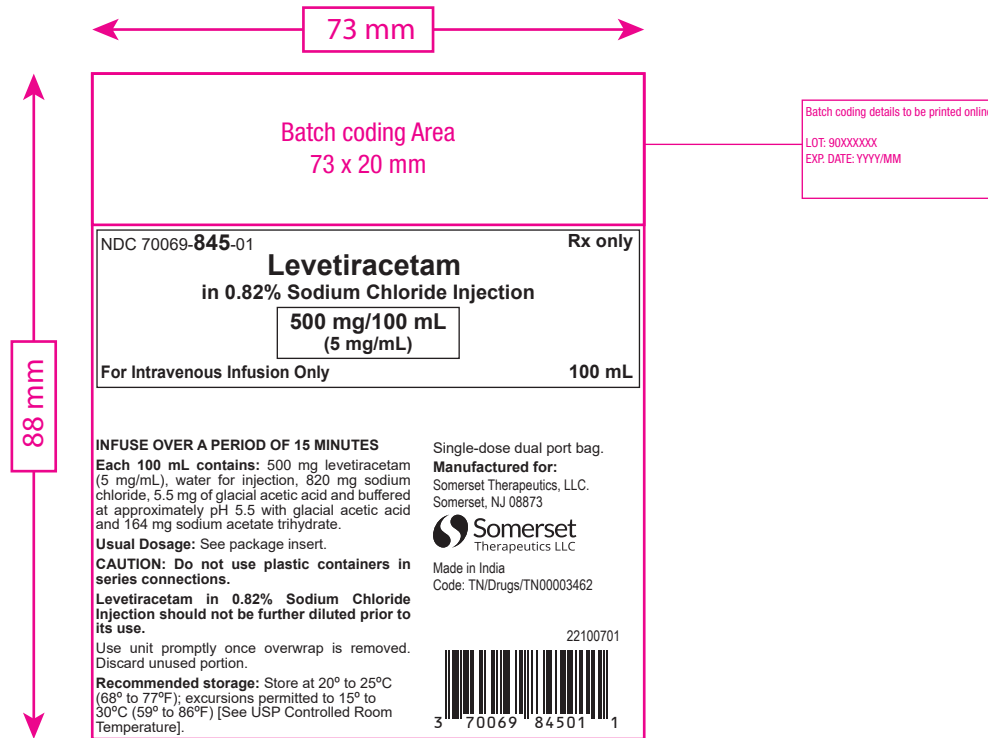 73 mm
Batch coding Area
73 x 20 mm
Batch coding details to be printed online
LOT: 90XXXXXX
EXP. DATE: YYYY/MM
88 mm
NDC 70069-845-01
Rx only
Levetiracetam
in 0.82% Sodium Chloride Injection
500 mg/100 mL
(5 mg/mL)
For Intravenous Infusion Only
100 mL
INFUSE OVER A PERIOD OF 15 MINUTES
Each 100 mL contains: 500 mg levetiracetam
(5 mg/mL), water for injection, 820 mg sodium
chloride, 5.5 mg of glacial acetic acid and buffered
at approximately pH 5.5 with glacial acetic acid
and 164 mg sodium acetate trihydrate.
Usual Dosage: See package insert.
CAUTION: Do not use plastic containers in
series connections.
Levetiracetam in 0.82% Sodium Chloride
Injection should not be further diluted prior to
its use.
Use unit promptly once overwrap is removed.
Discard unused portion.
Recommended storage: Store at 20º to 25ºC
(68º to 77ºF); excursions permitted to 15º to
30ºC (59º to 86ºF) [See USP Controlled Room
Temperature].
Single-dose dual port bag.
Manufactured for:
Somerset Therapeutics, LLC.
Somerset, NJ 08873
Somerset
Therapeutics LLC
Made in India
Code: TN/Drugs/TN00003462
22100701
3 70069 84501 1